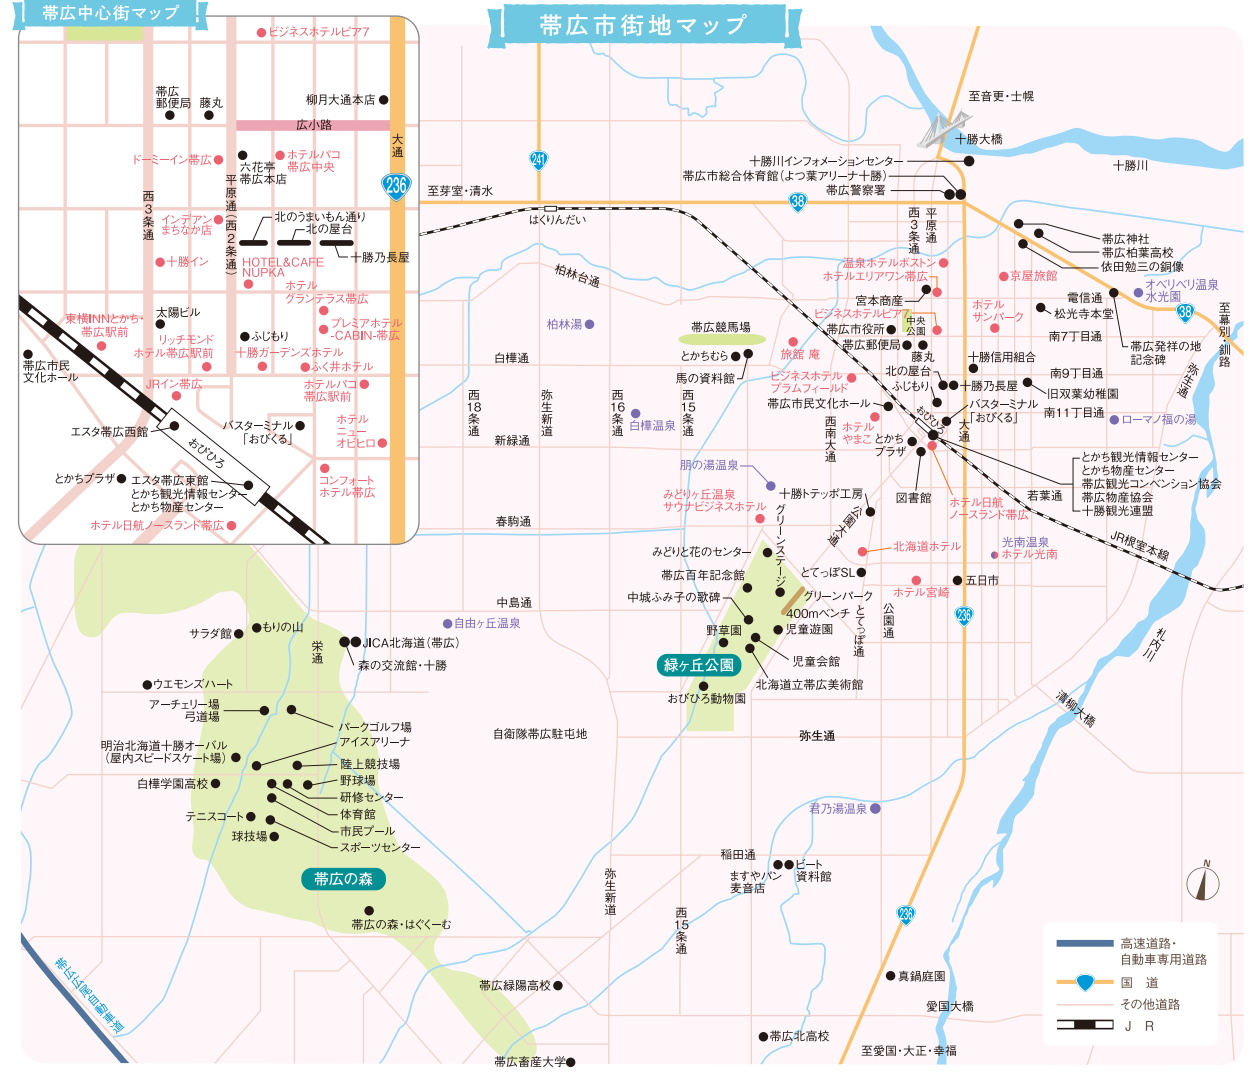 帯広中心街マップ
帯広市街地マップ
ビジネスホテルピア7
帯広
郵便局
藤丸
柳月大通本店
広小路
大通
ドーミーイン帯広
六花亭
帯広本店
ホテルパコ
帯広中央
236
西3条通
平原通(西2条通)
インデアン
まちなか店
北のうまいもん通り
北の屋台
十勝乃長屋
十勝イン
HOTEL&CAFE
NUPKA
ホテル
グランテラス帯広
東横INNとかち・
帯広駅前
太陽ビル
プレミアホテル
-CABIN-帯広
リッチモンド
ホテル帯広駅前
ふじもり
十勝ガーデンズホテル
ふく井ホテル
帯広市民
文化ホール
JRイン帯広
ホテルパコ
帯広駅前
エスタ帯広西館
おびひろ
バスターミナル
「おびくる」
ホテル
ニュー
オビヒロ
とかちプラザ
エスタ帯広東館
とかち観光情報センター
とかち物産センター
コンフォート
ホテル帯広
ホテル日航ノースランド帯広
241
至音更・士幌
十勝大橋
十勝川
十勝川インフォメーションセンター
帯広市総合体育館(よつ葉アリーナ十勝)
帯広警察署
至芽室・清水
38
はくりんだい
西3条通
平原通
帯広神社
帯広柏葉高校
依田勉三の銅像
柏林台通
温泉ホテルボストン
ホテルエリアワン帯広
京屋旅館
オベリベリ温泉
水光園
宮本商産
ビジネスホテルピア7
電信通
松光寺本堂
38
至幕別・釧路
柏林湯
帯広競馬場
帯広市役所
中央
公園
ホテル
サンパーク
南7丁目通
帯広郵便局
藤丸
帯広発祥の地
記念碑
弥生通
白樺通
とかちむら
馬の資料館
旅館 庵
北の屋台
十勝信用組合
南9丁目通
ビジネスホテル
プラムフィールド
ふじもり
十勝乃長屋
旧双葉幼稚園
西18条通
弥生新道
西16条通
西15条通
白樺温泉
帯広市民文化ホール
バスターミナル
「おびくる」
南11丁目通
ローマノ福の湯
西南大通
ホテル
やまこ
おびひろ
大通
新緑通
とかち
プラザ
とかち観光情報センター
とかち物産センター
帯広観光コンベンション協会
帯広物産協会
十勝観光連盟
朋の湯温泉
みどりヶ丘温泉
サウナビジネスホテル
十勝トテッポ工房
図書館
ホテル日航
ノースランド帯広
若葉通
春駒通
グリーンステージ
公園大通
北海道ホテル
光南温泉
ホテル光南
JR根室本線
みどりと花のセンター
帯広百年記念館
とてっぽSL
五日市
ホテル宮崎
中島通
中城ふみ子の歌碑
グリーンパーク
400mベンチ
とてっぽ通
公園通
236
自由ヶ丘温泉
野草園
児童遊園
札内川
緑ヶ丘公園
児童会館
北海道立帯広美術館
おびひろ動物園
サラダ館
もりの山
栄通
JICA北海道(帯広)
森の交流館・十勝
ウエモンズハート
清柳大橋
アーチェリー場
弓道場
パークゴルフ場
アイスアリーナ
自衛隊帯広駐屯地
弥生通
明治北海道十勝オーバル
(屋内スピードスケート場)
陸上競技場
白樺学園高校
野球場
研修センター
体育館
市民プール
スポーツセンター
テニスコート
球技場
君乃湯温泉
稲田通
ますやパン
麦音店
ビート
資料館
帯広の森
弥生新道
西15条通
236
帯広の森・はぐくーむ
帯広広尾自動車道
帯広緑陽高校
真鍋庭園
愛国大橋
帯広北高校
至愛国・大正・幸福
帯広畜産大学
N
高速道路・
自動車専用道路
国 道
その他道路
J R